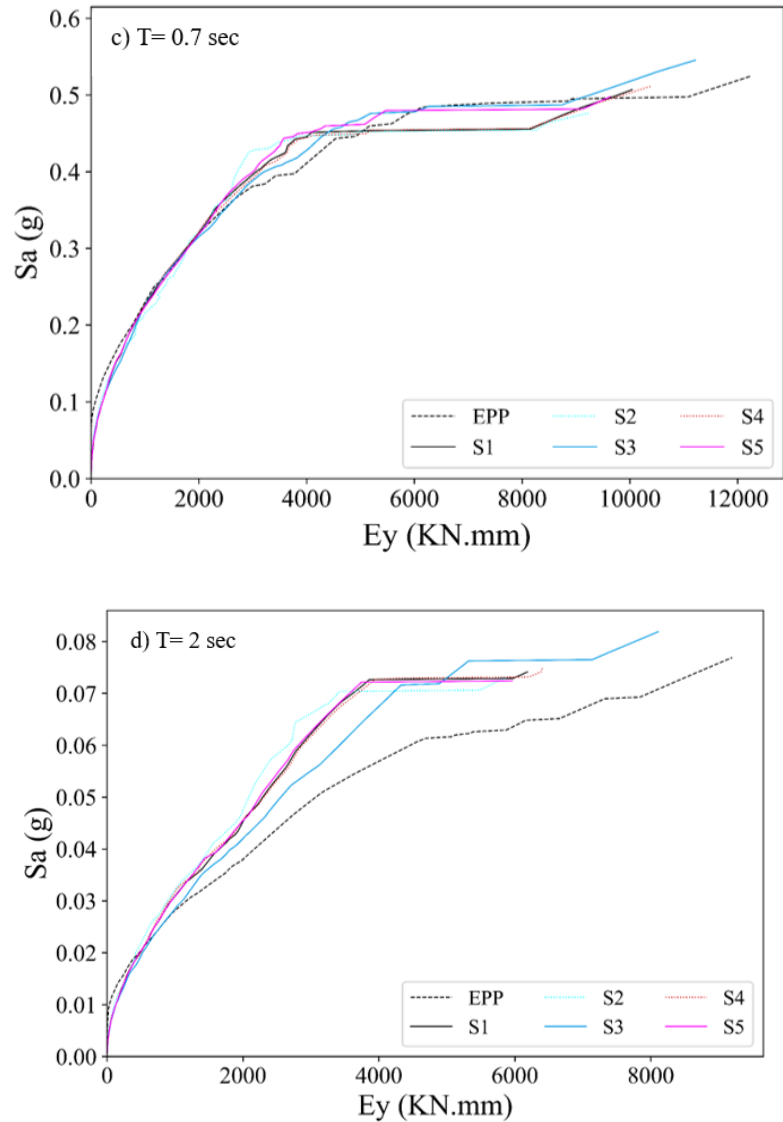 c) T= 0.7 sec
0.6
0.5
0.4
0.3
0.2
0.1
0.0
Sa (g)
0 2000 4000 6000 8000 10000 12000
Ey (KN.mm)
EPP S2 S4
S1 S3 S5
d) T= 2 sec
0.08
0.07
0.06
0.05
0.04
0.03
0.02
0.01
0.00
Sa (g)
0 2000 4000 6000 8000
Ey (KN.mm)
EPP S2 S4
S1 S3 S5